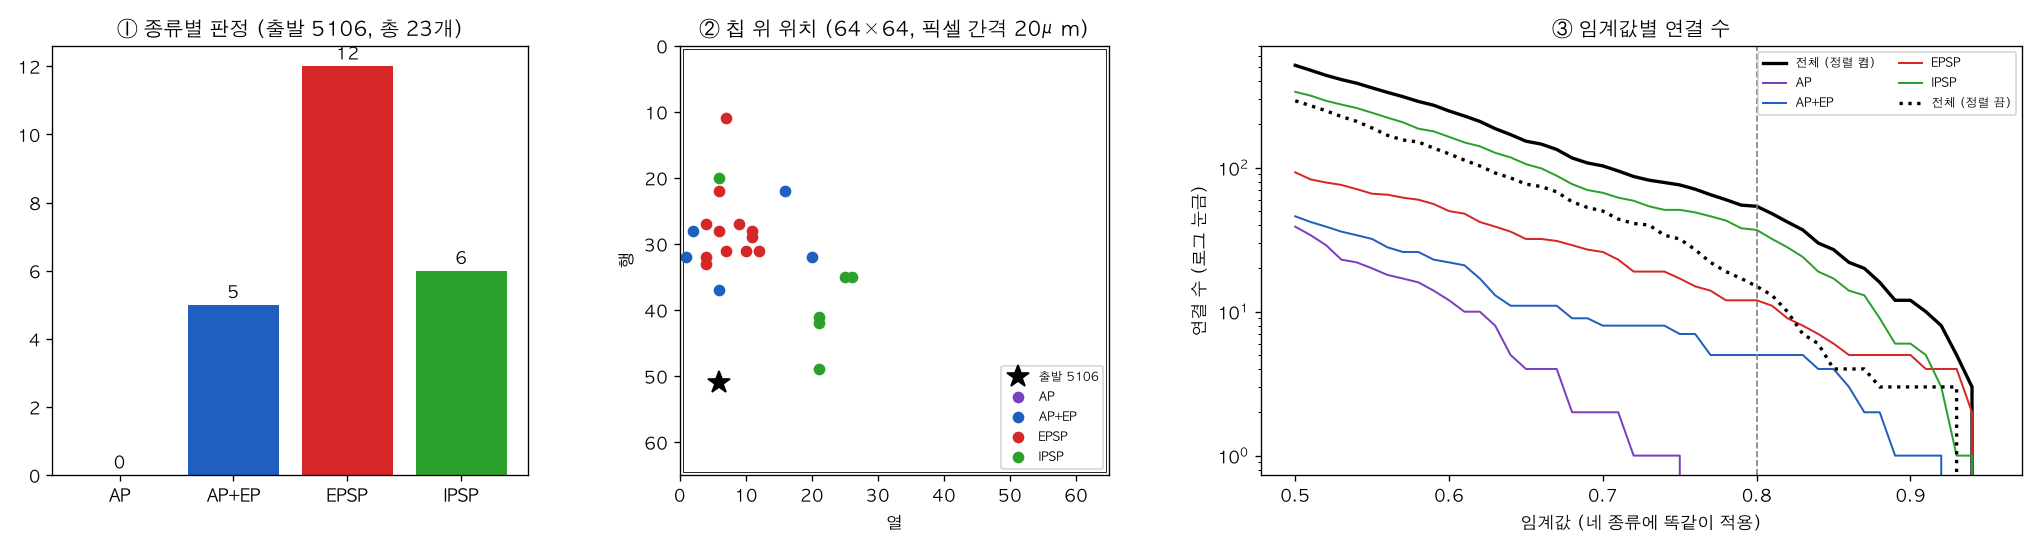 ① 종류별 판정 (출발 5106, 총 23개)
12
10
8
6
4
2
0
0
5
12
6
AP
AP+EP
EPSP
IPSP
② 칩 위 위치 (64×64, 픽셀 간격 20μ m)
행
0
10
20
30
40
50
60
출발 5106
AP
AP+EP
EPSP
IPSP
0
10
20
30
40
50
60
열
③ 임계값별 연결 수
연결 수 (로그 눈금)
10²
10¹
10⁰
전체 (정렬 켬)
AP
AP+EP
EPSP
IPSP
전체 (정렬 끔)
0.5
0.6
0.7
0.8
0.9
임계값 (네 종류에 똑같이 적용)